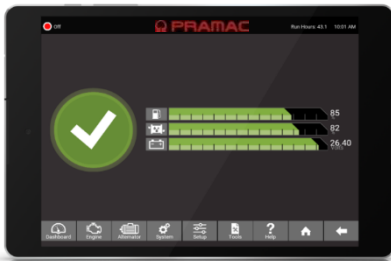 Off
PRAMAC
Run Hours: 43.1 10:01 AM
85
82
26.40
Dashboard
Engine
Alternator
System
Setup
Tools
Help